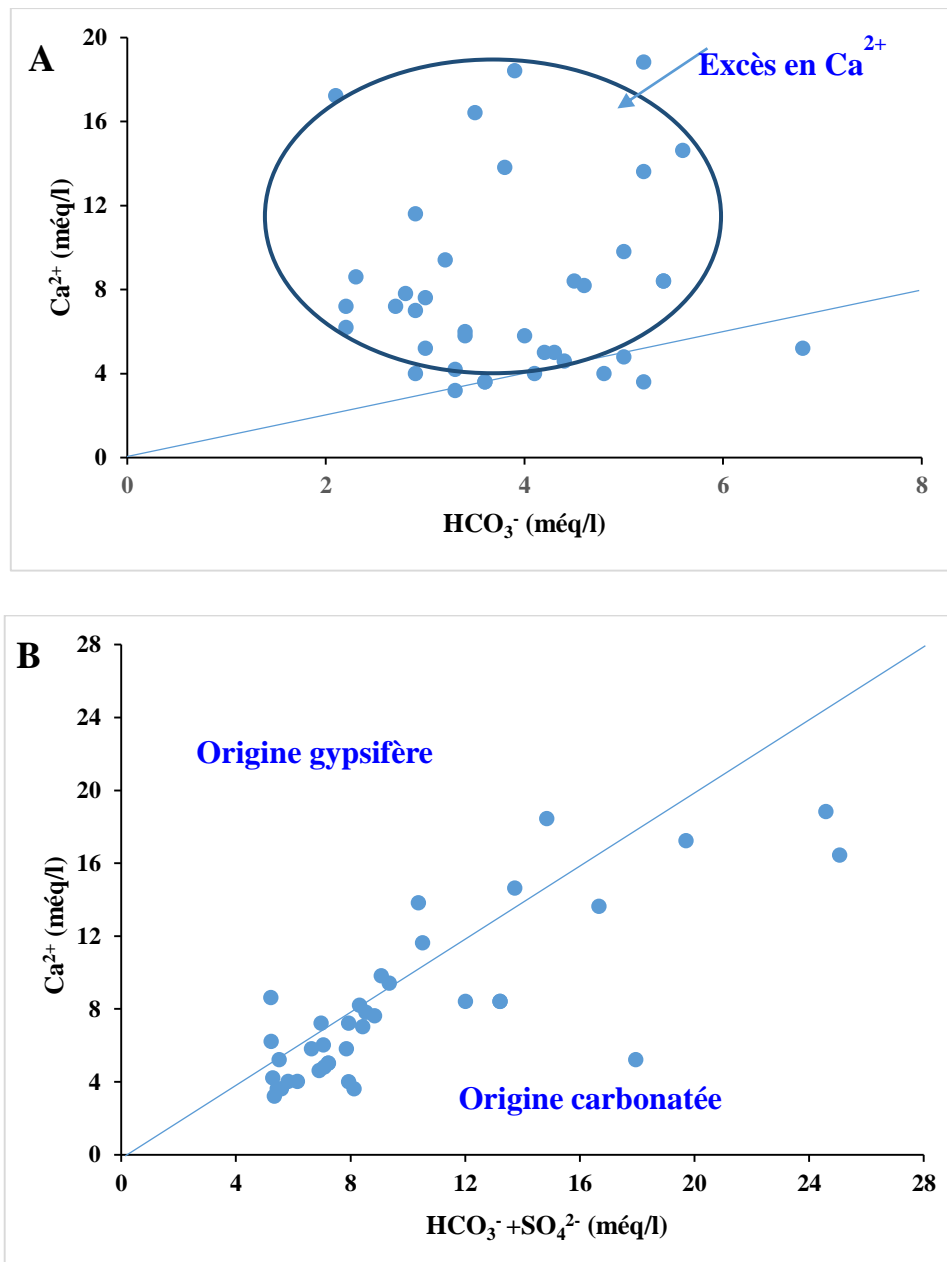 A
Excès en Ca²⁺
20
16
12
8
4
0
Ca²⁺ (méq/l)
0 2 4 6 8
HCO₃⁻ (méq/l)
B
Origine gypsifère
Origine carbonatée
28
24
20
16
12
8
4
0
Ca²⁺ (méq/l)
0 4 8 12 16 20 24 28
HCO₃⁻ +SO₄²⁻ (méq/l)